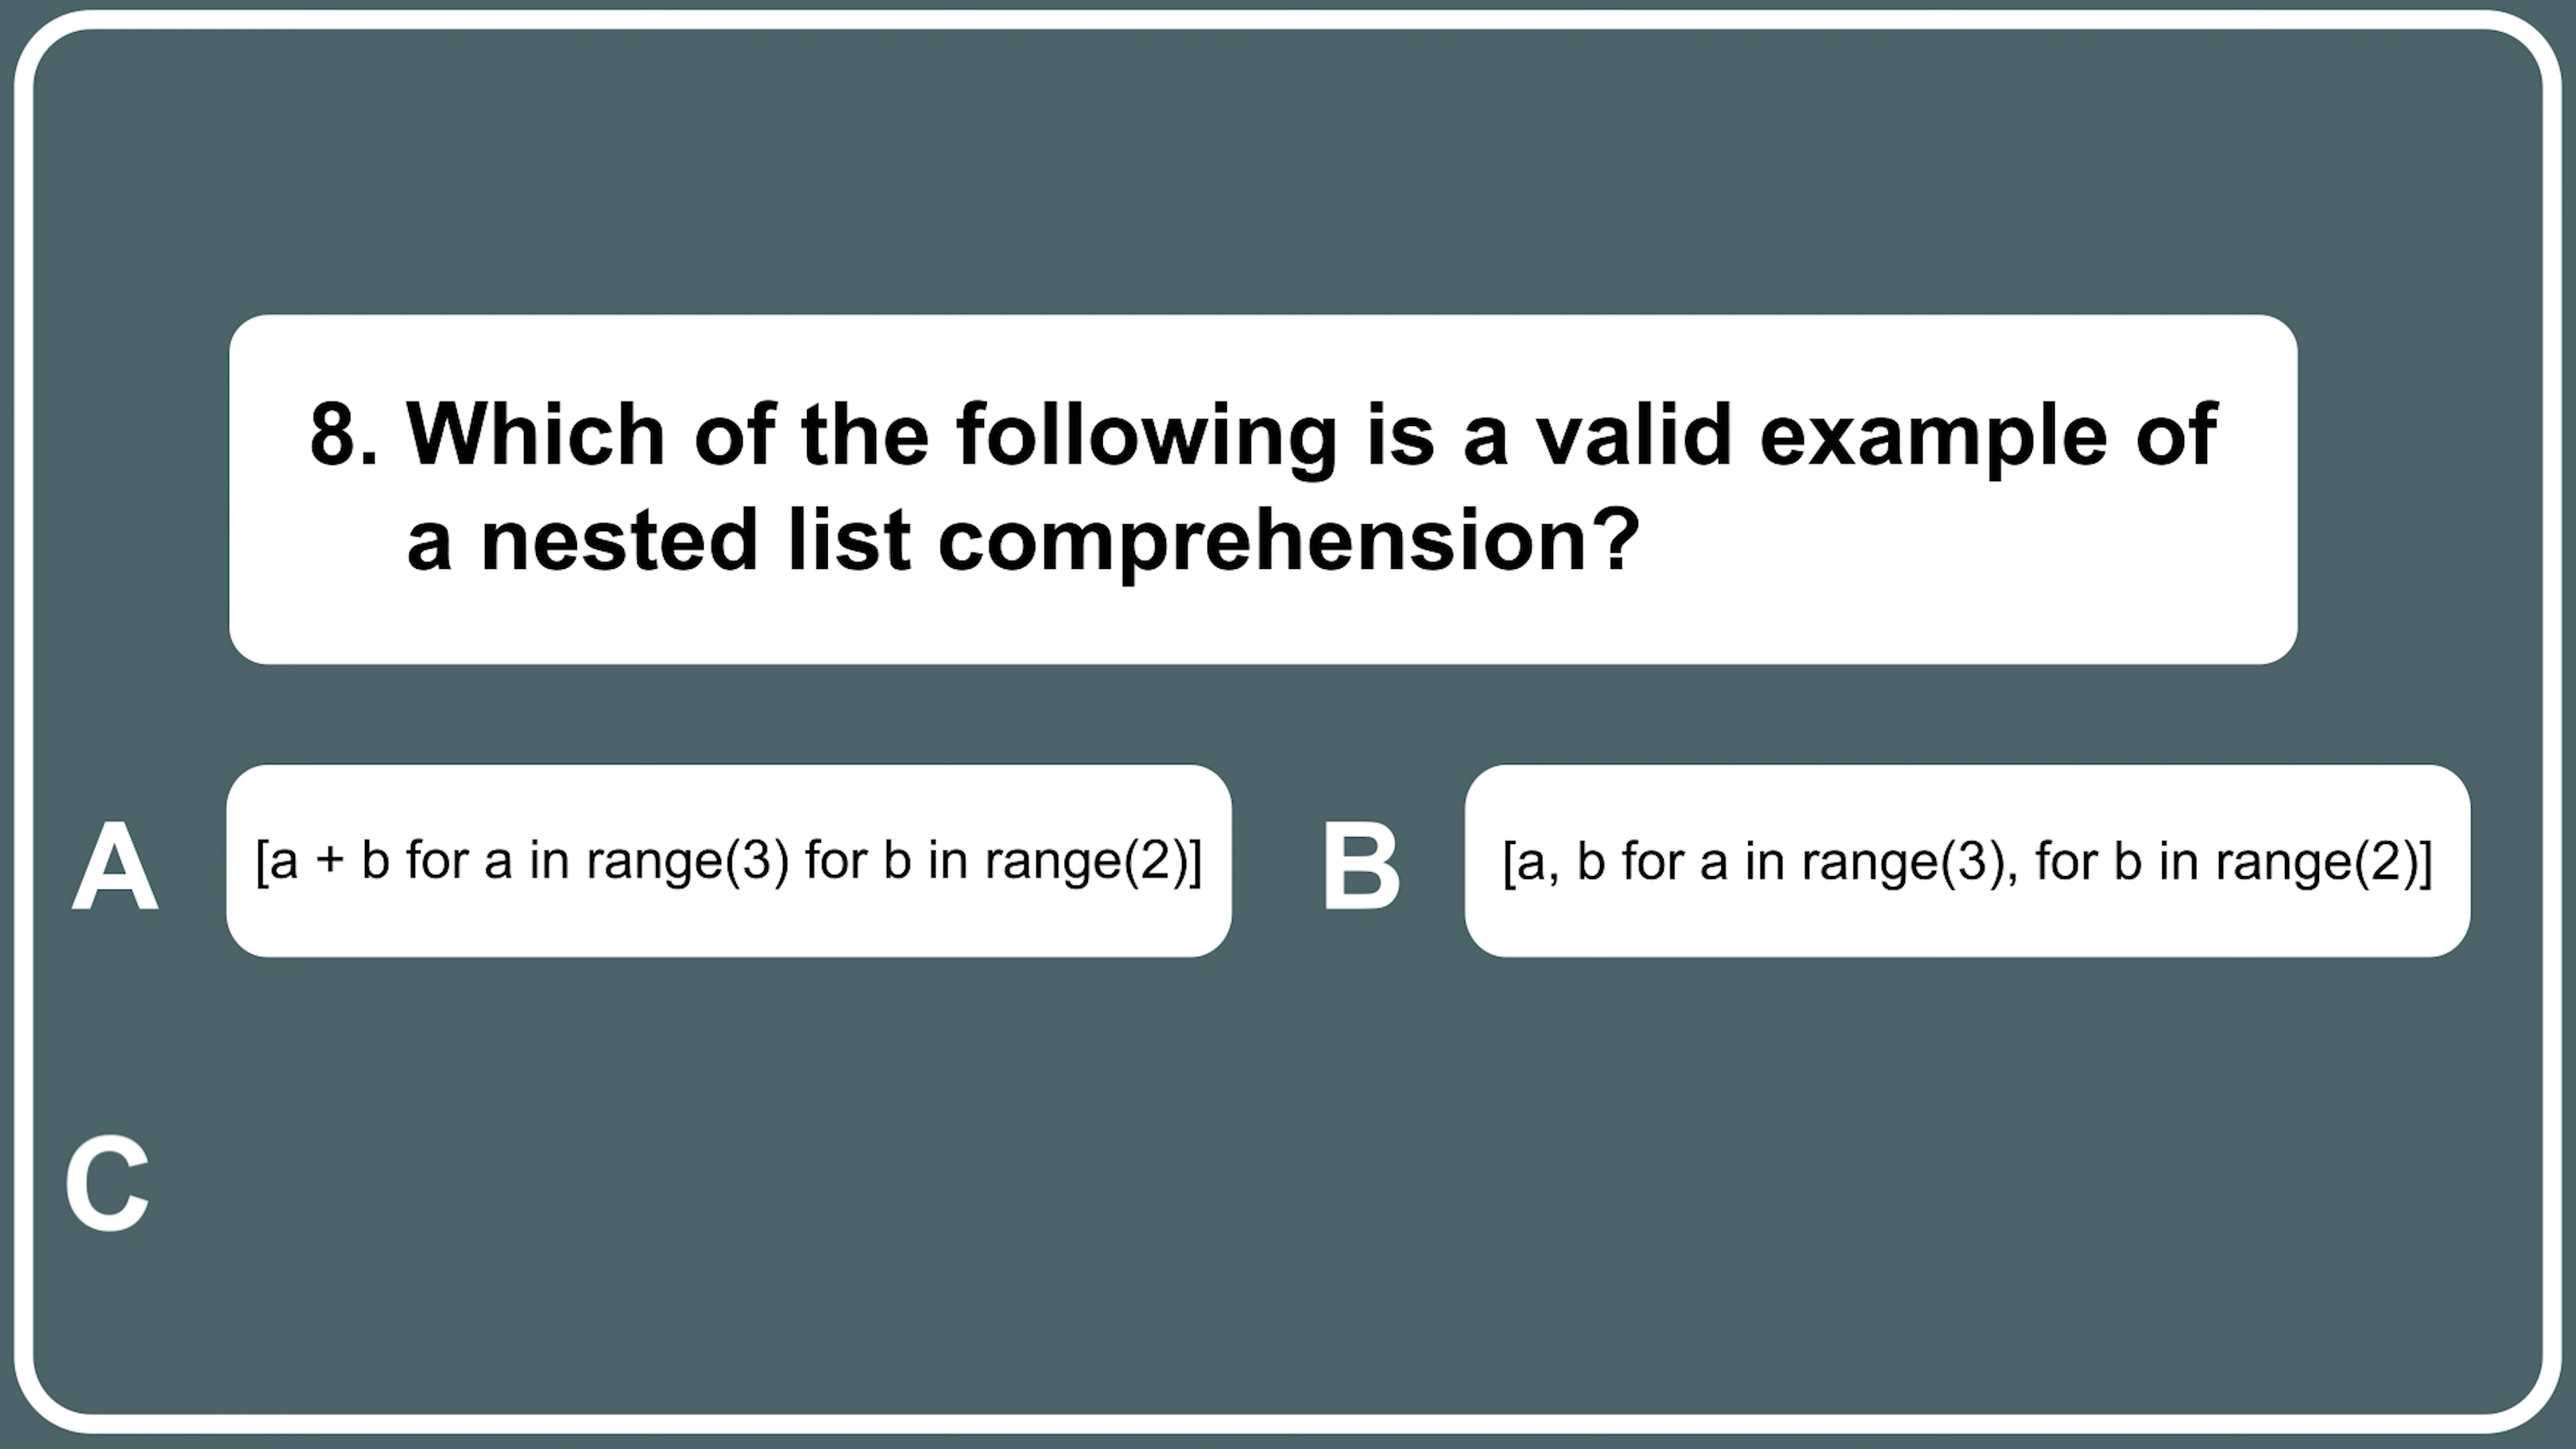 8. Which of the following is a valid example of
a nested list comprehension?
A
[a + b for a in range(3) for b in range(2)]
B
[a, b for a in range(3), for b in range(2)]
C